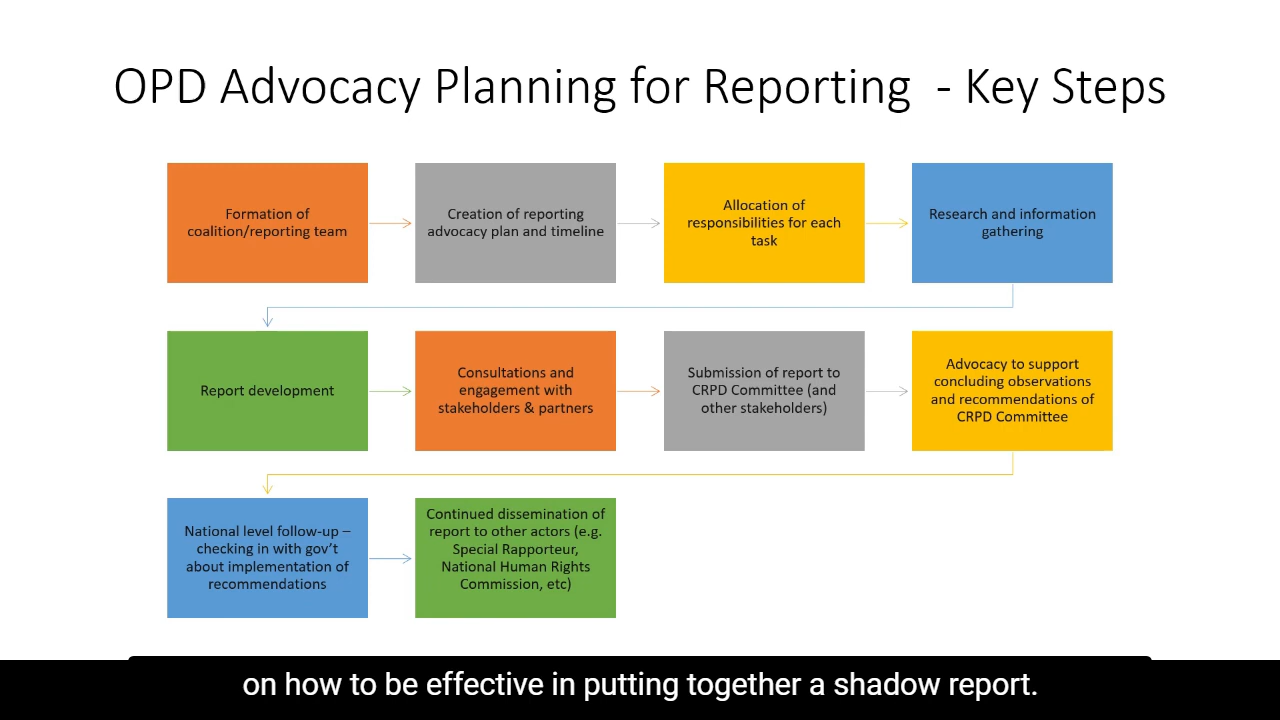 OPD Advocacy Planning for Reporting  - Key Steps
Formation of
coalition/reporting team
Creation of reporting
advocacy plan and timeline
Allocation of
responsibilities for each
task
Research and information
gathering
Report development
Consultations and
engagement with
stakeholders & partners
Submission of report to
CRPD Committee (and
other stakeholders)
Advocacy to support
concluding observations
and recommendations of
CRPD Committee
National level follow-up –
checking in with gov’t
about implementation of
recommendations
Continued dissemination of
report to other actors (e.g.
Special Rapporteur,
National Human Rights
Commission, etc)
on how to be effective in putting together a shadow report.